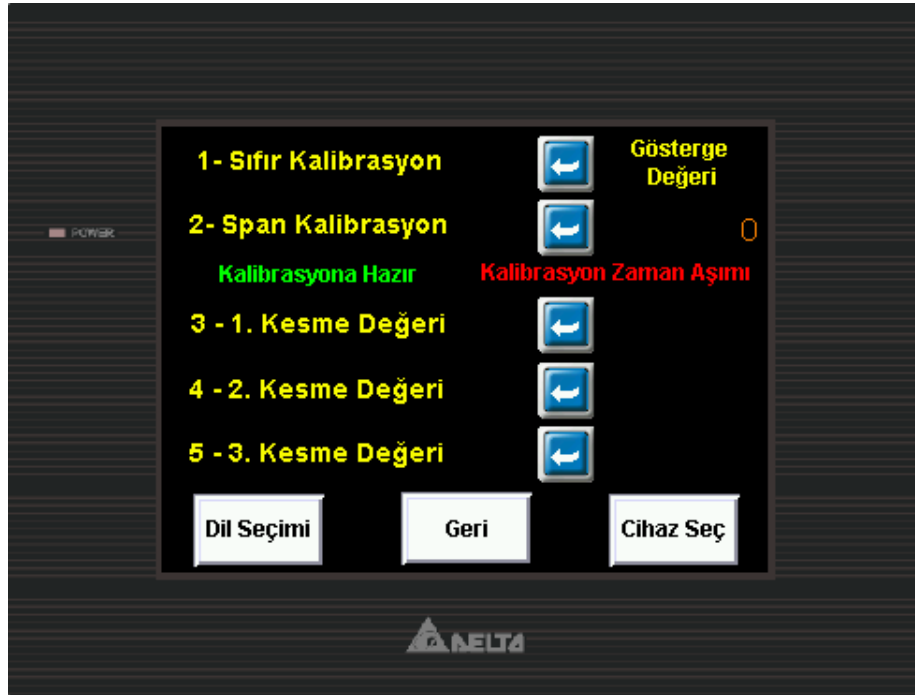 1- Sıfır Kalibrasyon
Gösterge
Değeri
2- Span Kalibrasyon
0
POWER
Kalibrasyona Hazır
Kalibrasyon Zaman Aşımı
3 - 1. Kesme Değeri
4 - 2. Kesme Değeri
5 - 3. Kesme Değeri
Dil Seçimi
Geri
Cihaz Seç
DELTA